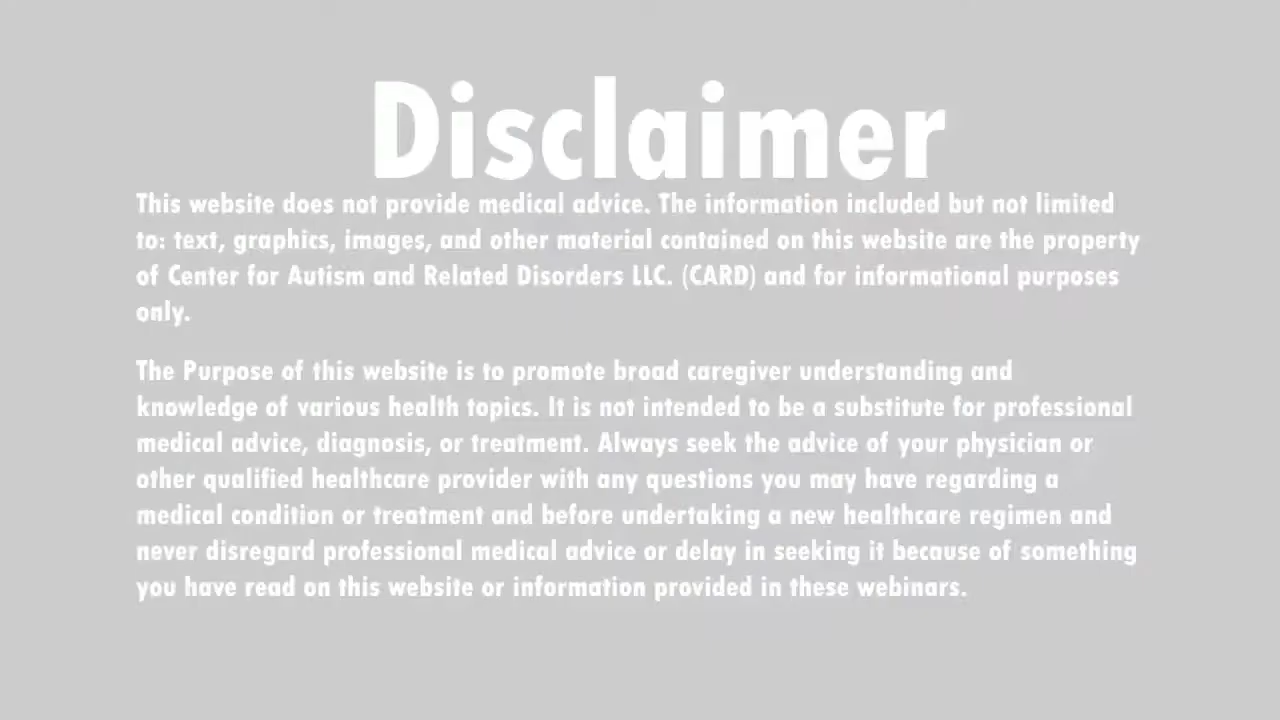 Disclaimer
This website does not provide medical advice. The information included but not limited
to: text, graphics, images, and other material contained on this website are the property
of Center for Autism and Related Disorders LLC. (CARD) and for informational purposes
only.
The Purpose of this website is to promote broad caregiver understanding and
knowledge of various health topics. It is not intended to be a substitute for professional
medical advice, diagnosis, or treatment. Always seek the advice of your physician or
other qualified healthcare provider with any questions you may have regarding a
medical condition or treatment and before undertaking a new healthcare regimen and
never disregard professional medical advice or delay in seeking it because of something
you have read on this website or information provided in these webinars.